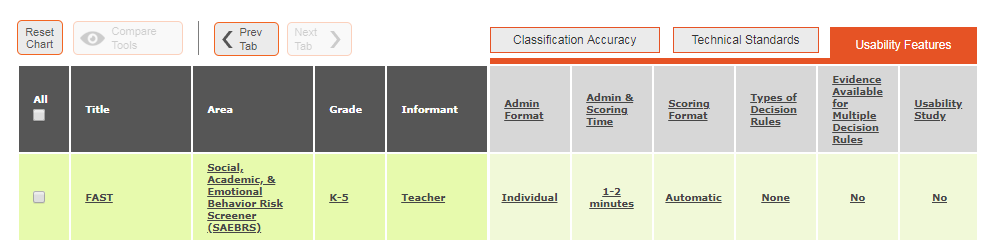 Reset
Chart
Compare
Tools
Prev
Tab
Next
Tab
Classification Accuracy
Technical Standards
Usability Features
All
Title
Area
Grade
Informant
Admin
Format
Admin &
Scoring
Time
Scoring
Format
Types of
Decision
Rules
Evidence
Available
for
Multiple
Decision
Rules
Usability
Study
FAST
Social,
Academic, &
Emotional
Behavior Risk
Screener
(SAEBRS)
K-5
Teacher
Individual
1-2
minutes
Automatic
None
No
No